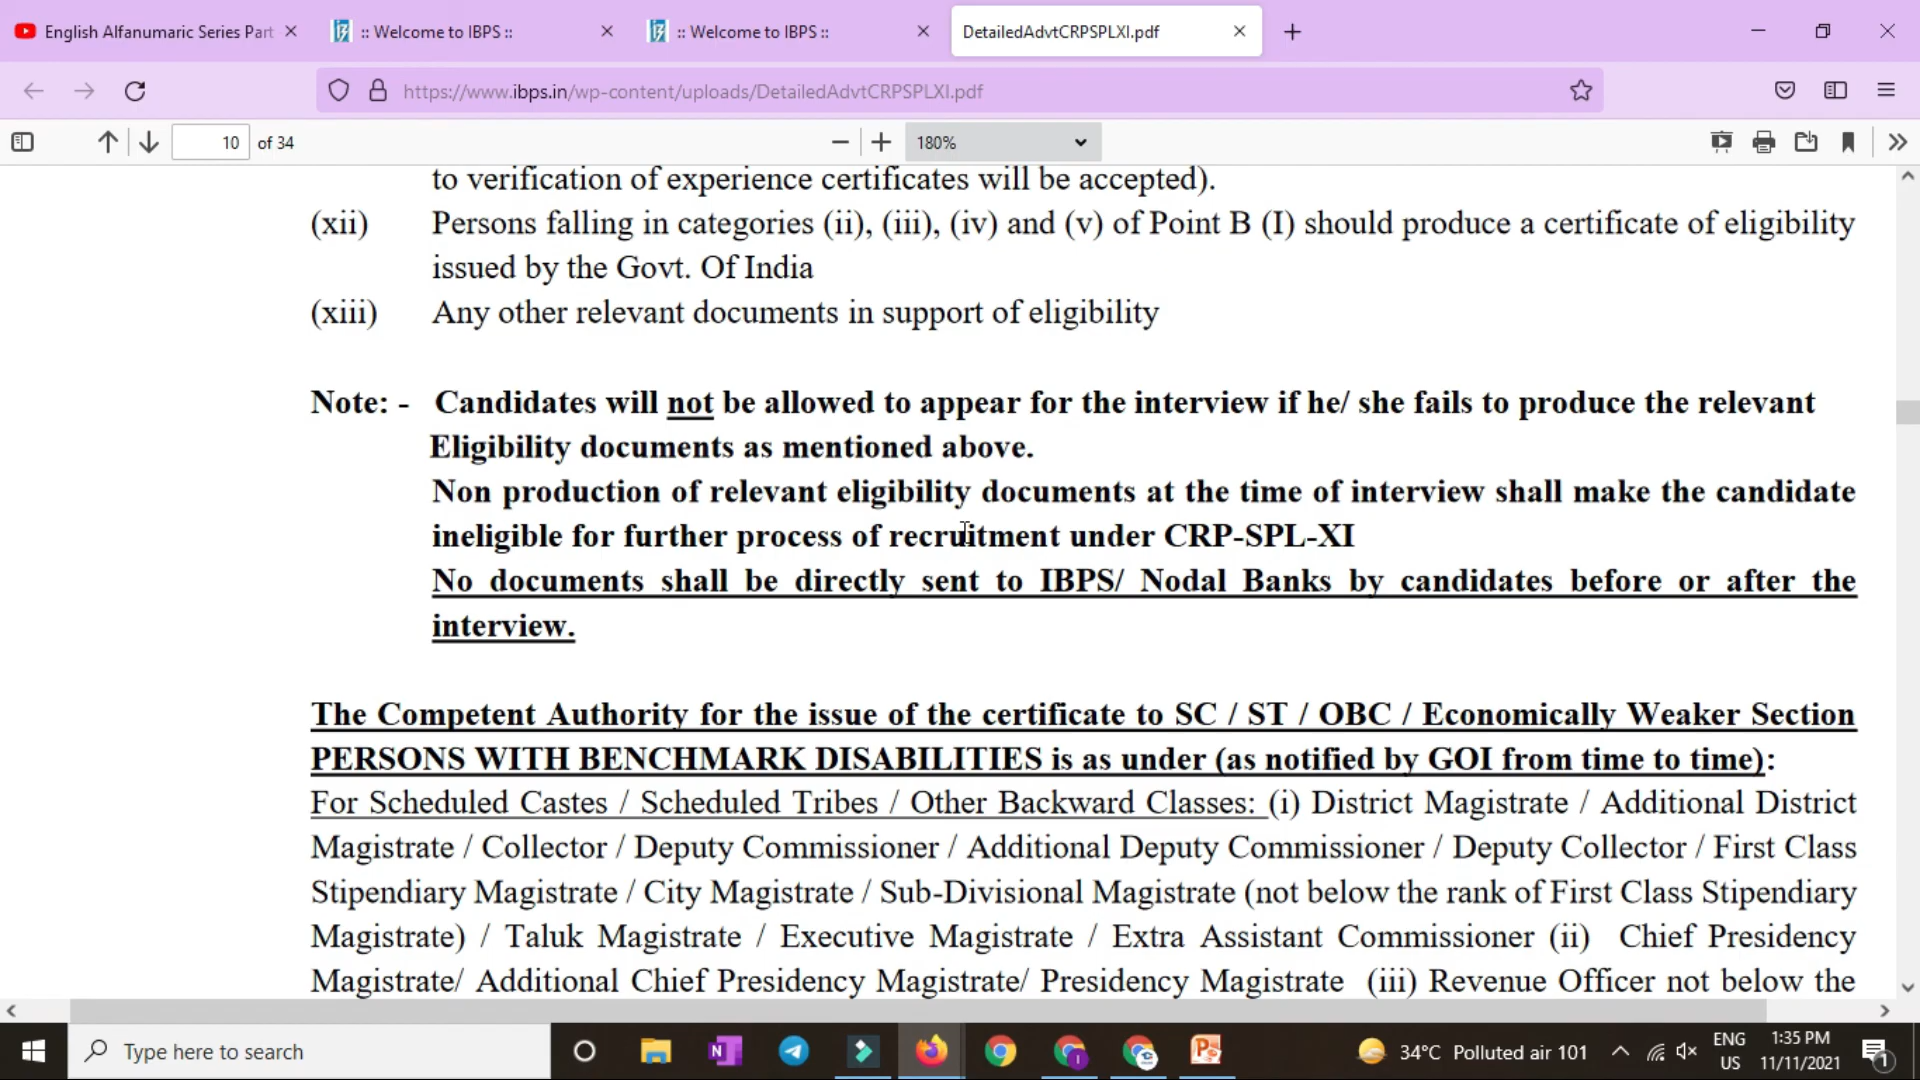 English Alfanumaric Series Part
:: Welcome to IBPS ::
:: Welcome to IBPS ::
DetailedAdvtCRPSPLXI.pdf
https://www.ibps.in/wp-content/uploads/DetailedAdvtCRPSPLXI.pdf
10 of 34
180%
to verification of experience certificates will be accepted).
(xii) Persons falling in categories (ii), (iii), (iv) and (v) of Point B (I) should produce a certificate of eligibility
issued by the Govt. Of India
(xiii) Any other relevant documents in support of eligibility
Note: - Candidates will not be allowed to appear for the interview if he/ she fails to produce the relevant
Eligibility documents as mentioned above.
Non production of relevant eligibility documents at the time of interview shall make the candidate
ineligible for further process of recruitment under CRP-SPL-XI
No documents shall be directly sent to IBPS/ Nodal Banks by candidates before or after the
interview.
The Competent Authority for the issue of the certificate to SC / ST / OBC / Economically Weaker Section
PERSONS WITH BENCHMARK DISABILITIES is as under (as notified by GOI from time to time):
For Scheduled Castes / Scheduled Tribes / Other Backward Classes: (i) District Magistrate / Additional District
Magistrate / Collector / Deputy Commissioner / Additional Deputy Commissioner / Deputy Collector / First Class
Stipendiary Magistrate / City Magistrate / Sub-Divisional Magistrate (not below the rank of First Class Stipendiary
Magistrate) / Taluk Magistrate / Executive Magistrate / Extra Assistant Commissioner (ii) Chief Presidency
Magistrate/ Additional Chief Presidency Magistrate/ Presidency Magistrate (iii) Revenue Officer not below the
Type here to search
34°C Polluted air 101
ENG
US
1:35 PM
11/11/2021
1